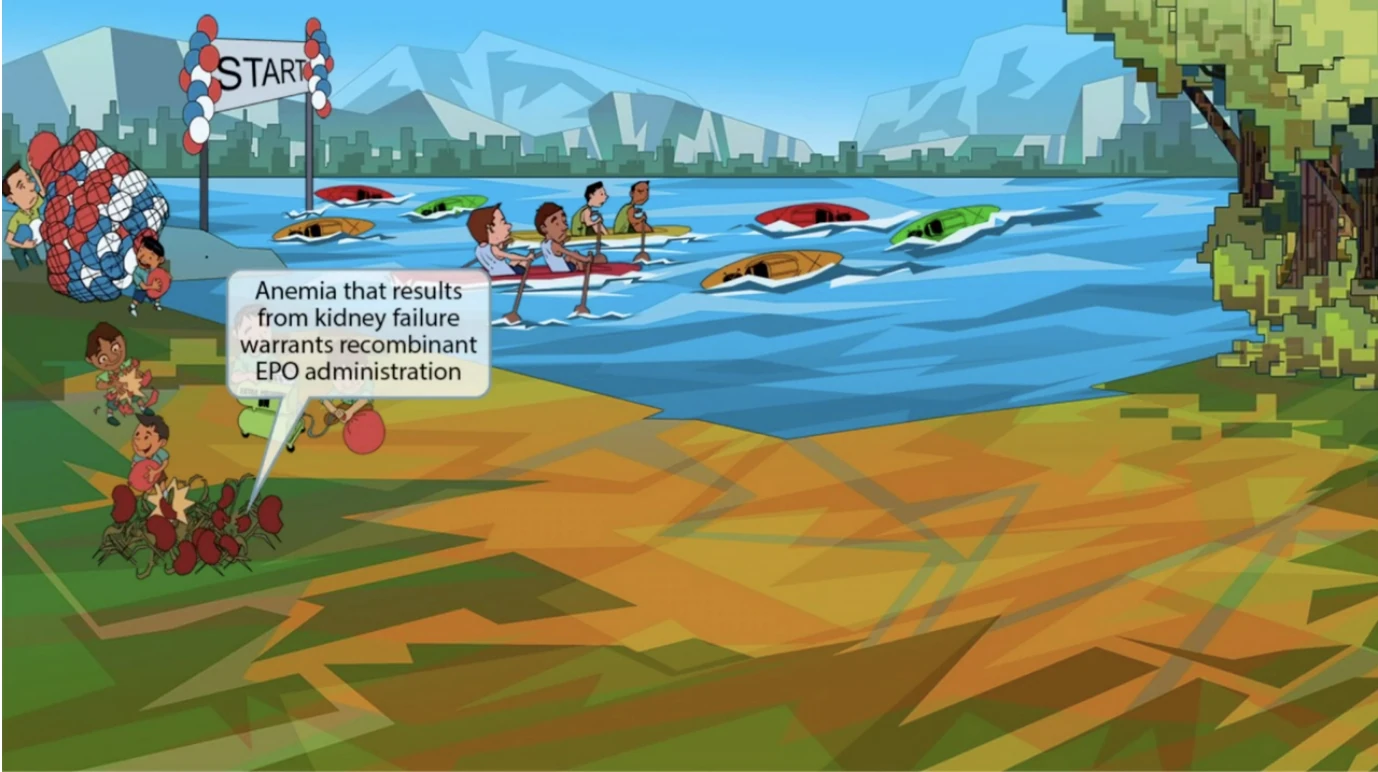 START
Anemia that results
from kidney failure
warrants recombinant
EPO administration